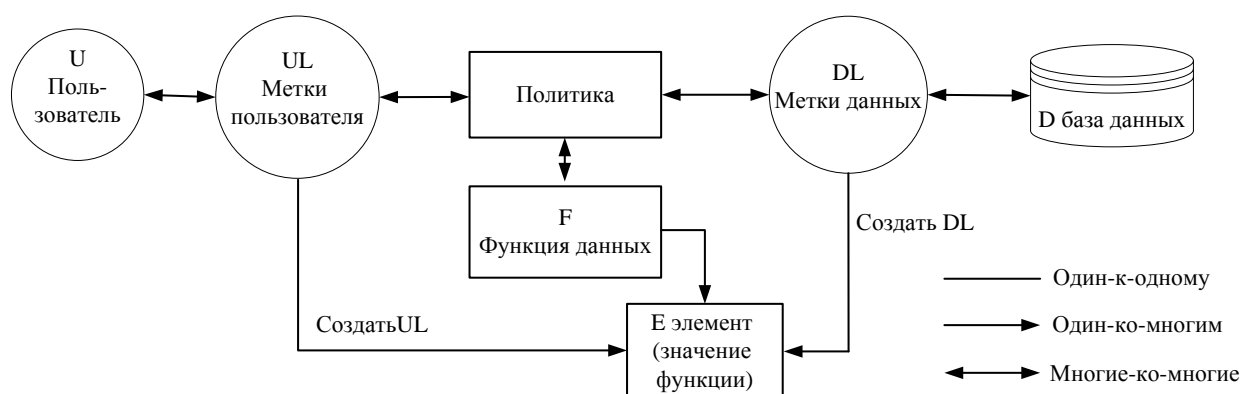 U
Поль-
зователь
UL
Метки
пользователя
Политика
DL
Метки данных
D база данных
F
Функция данных
Создать DL
СоздатьUL
E элемент
(значение
функции)
Один-к-одному
Один-ко-многим
Многие-ко-многие